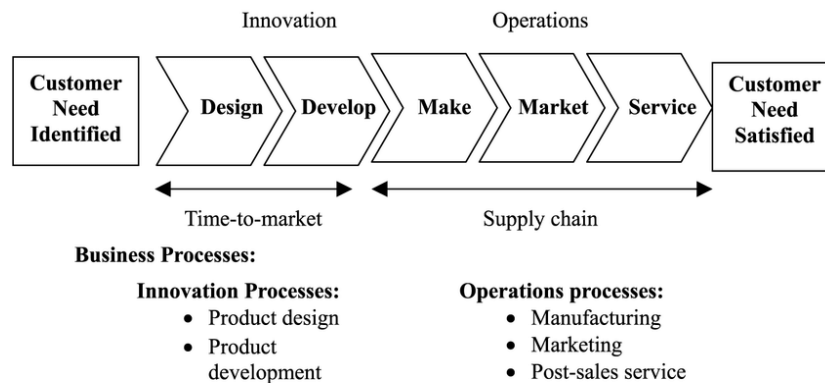 Innovation
Operations
Customer
Need
Identified
Design
Develop
Make
Market
Service
Customer
Need
Satisfied
Time-to-market
Supply chain
Business Processes:
Innovation Processes:
• Product design
• Product
development
Operations processes:
• Manufacturing
• Marketing
• Post-sales service